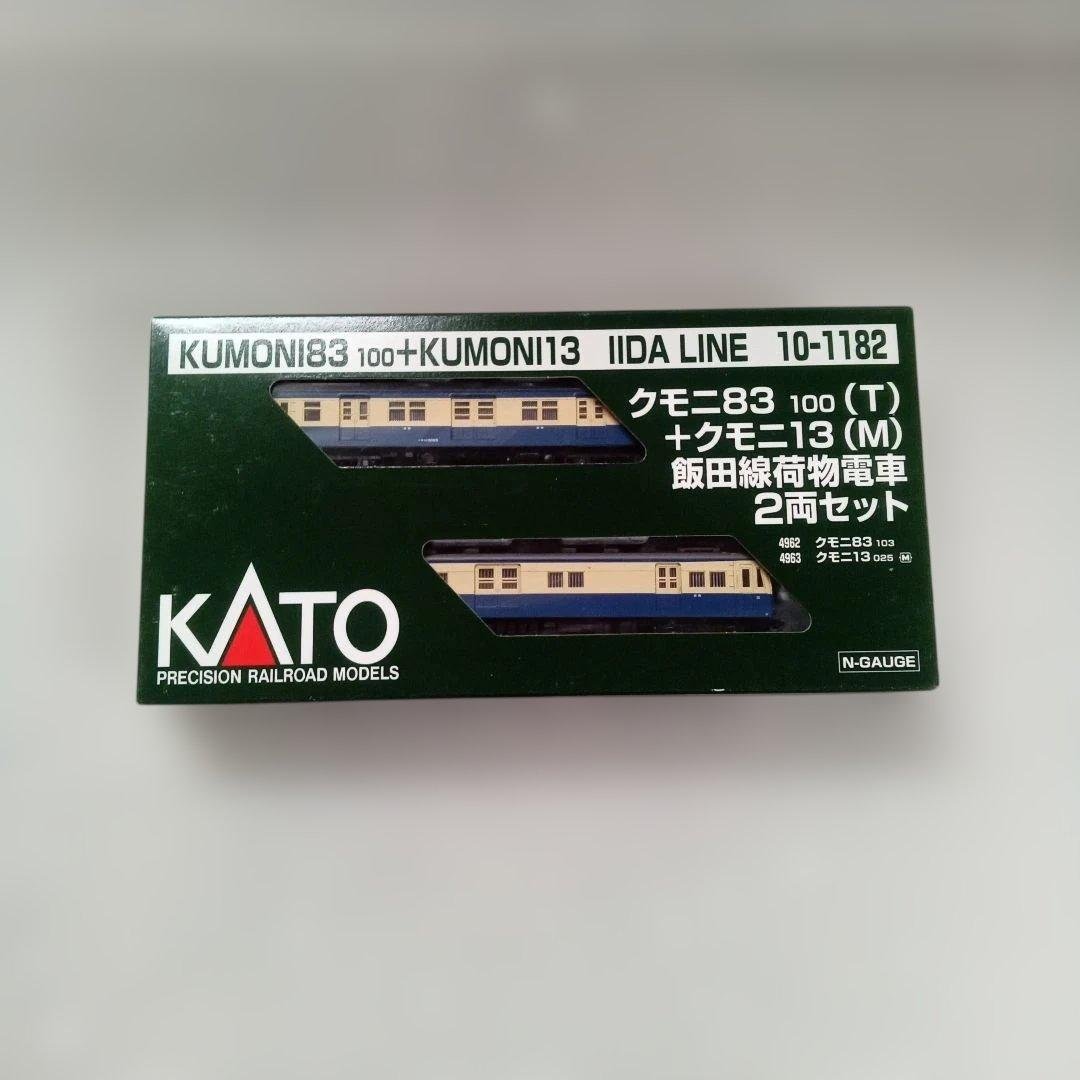 KUMONI83 100+KUMONI13 IIDA LINE 10-1182
クモニ83 100(T)
+クモニ13(M)
飯田線荷物電車
2両セット
4962 クモニ83 103
4963 クモニ13 025 M
KATO
PRECISION RAILROAD MODELS
N-GAUGE